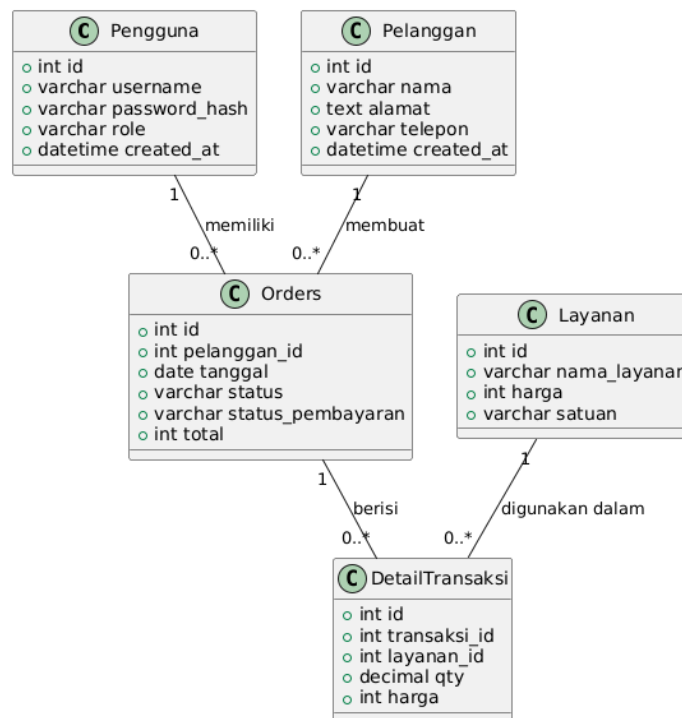 C Pengguna
int id
varchar username
varchar password_hash
varchar role
datetime created_at
C Pelanggan
int id
varchar nama
text alamat
varchar telepon
datetime created_at
1
memiliki
0..*
1
membuat
0..*
C Orders
int id
int pelanggan_id
date tanggal
varchar status
varchar status_pembayaran
int total
C Layanan
int id
varchar nama_layanan
int harga
varchar satuan
1
berisi
0..*
1
digunakan dalam
0..*
C DetailTransaksi
int id
int transaksi_id
int layanan_id
decimal qty
int harga